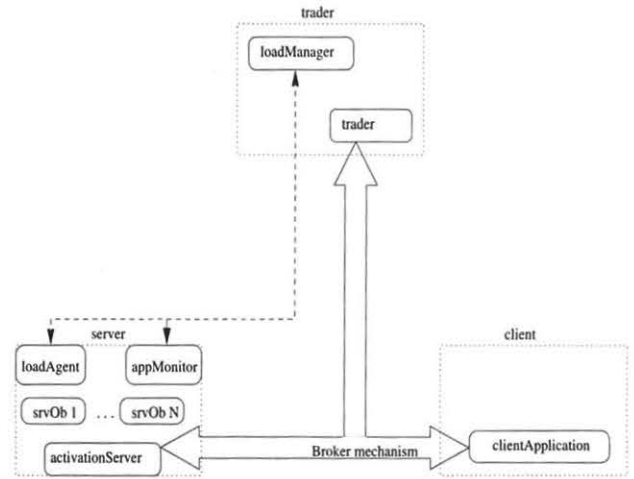 trader
loadManager
trader
server
client
loadAgent
appMonitor
srvOb 1 ... srvOb N
activationServer
Broker mechanism
clientApplication